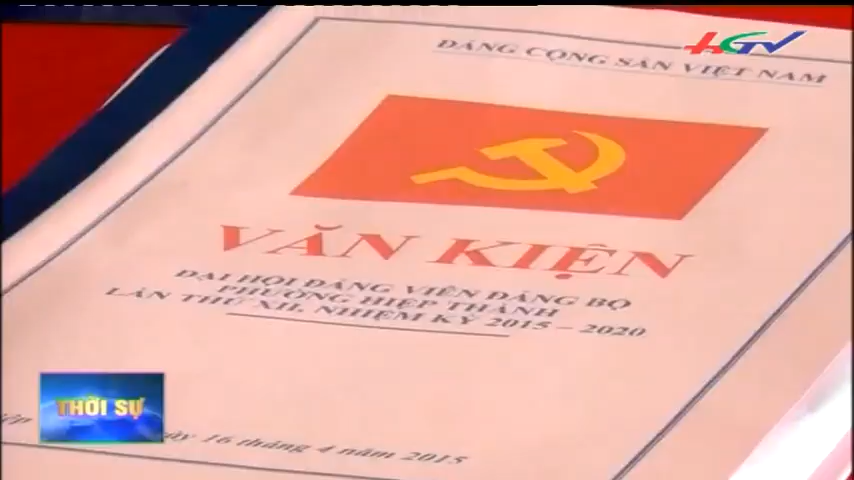 HGTV
ĐẢNG CỘNG SẢN VIỆT NAM
VĂN KIỆN
ĐẠI HỘI ĐẢNG VIÊN ĐẢNG BỘ
PHƯỜNG HIỆP THÀNH
LẦN THỨ XII, NHIỆM KỲ 2015 – 2020
THỜI SỰ
16 tháng 4 năm 2015